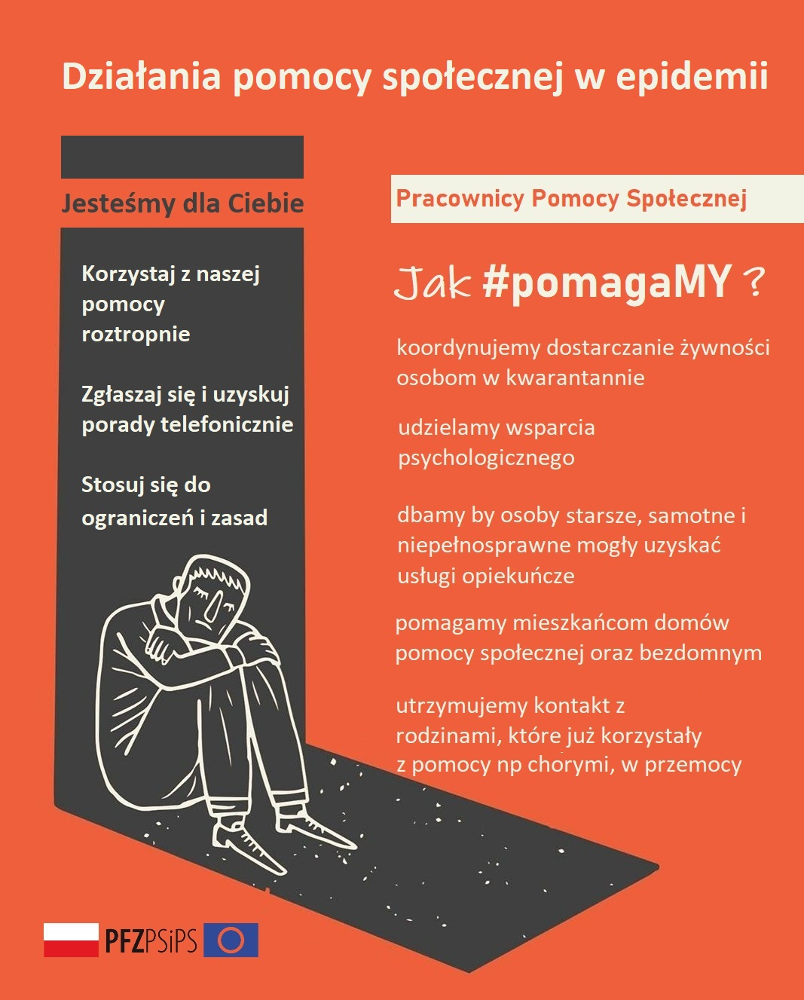 Działania pomocy społecznej w epidemii
Jesteśmy dla Ciebie
Korzystaj z naszej
pomocy
roztropnie
Zgłaszaj się i uzyskuj
porady telefonicznie
Stosuj się do
ograniczeń i zasad
Pracownicy Pomocy Społecznej
Jak #pomagaMY ?
koordynujemy dostarczanie żywności
osobom w kwarantannie
udzielamy wsparcia
psychologicznego
dbamy by osoby starsze, samotne i
niepełnosprawne mogły uzyskać
usługi opiekuńcze
pomagamy mieszkańcom domów
pomocy społecznej oraz bezdomnym
utrzymujemy kontakt z
rodzinami, które już korzystały
z pomocy np chorymi, w przemocy
PFZPSiPS